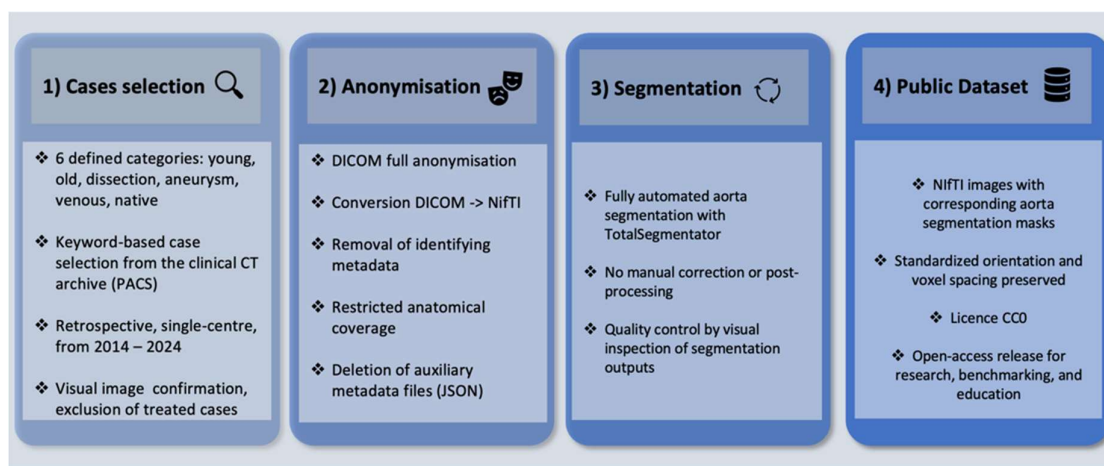 1) Cases selection
❖ 6 defined categories: young,
old, dissection, aneurysm,
venous, native
❖ Keyword-based case
selection from the clinical CT
archive (PACS)
❖ Retrospective, single-centre,
from 2014 – 2024
❖ Visual image confirmation,
exclusion of treated cases
2) Anonymisation
❖ DICOM full anonymisation
❖ Conversion DICOM -> NifTI
❖ Removal of identifying
metadata
❖ Restricted anatomical
coverage
❖ Deletion of auxiliary
metadata files (JSON)
3) Segmentation
❖ Fully automated aorta
segmentation with
TotalSegmentator
❖ No manual correction or post-
processing
❖ Quality control by visual
inspection of segmentation
outputs
4) Public Dataset
❖ NIfTI images with
corresponding aorta
segmentation masks
❖ Standardized orientation and
voxel spacing preserved
❖ Licence CC0
❖ Open-access release for
research, benchmarking, and
education